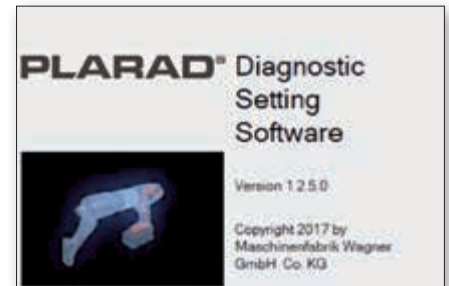 PLARAD®
Diagnostic
Setting
Software
Version 1.2.5.0
Copyright 2017 by
Maschinenfabrik Wagner
GmbH Co. KG